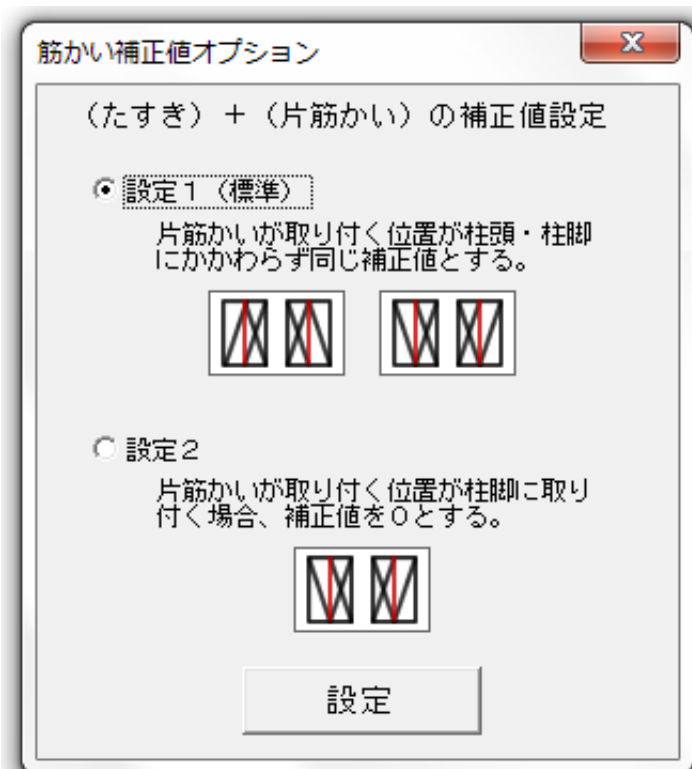 筋かい補正値オプション
(たすき)+(片筋かい)の補正値設定
設定1(標準)
片筋かいが取り付く位置が柱頭・柱脚
にかかわらず同じ補正値とする。
設定2
片筋かいが取り付く位置が柱脚に取り
付く場合、補正値を0とする。
設定